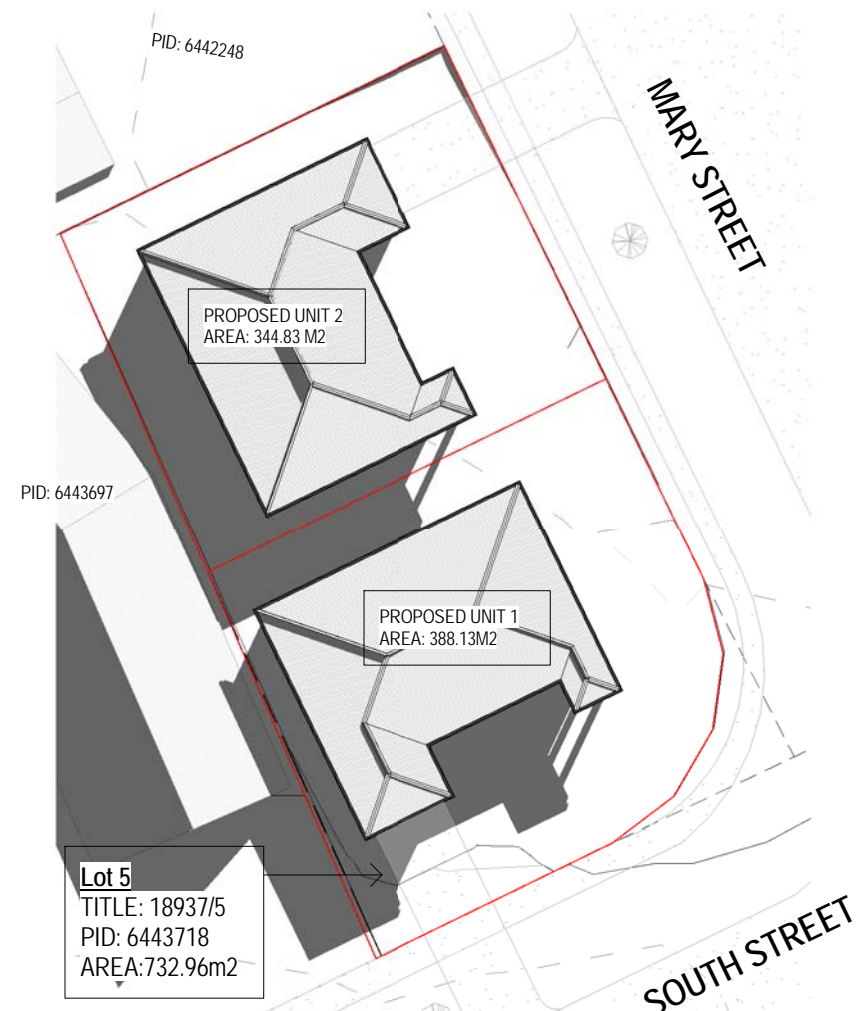 PID: 6442248
MARY STREET
PROPOSED UNIT 2
AREA: 344.83 M2
PID: 6443697
PROPOSED UNIT 1
AREA: 388.13M2
Lot 5
TITLE: 18937/5
PID: 6443718
AREA:732.96m2
SOUTH STREET